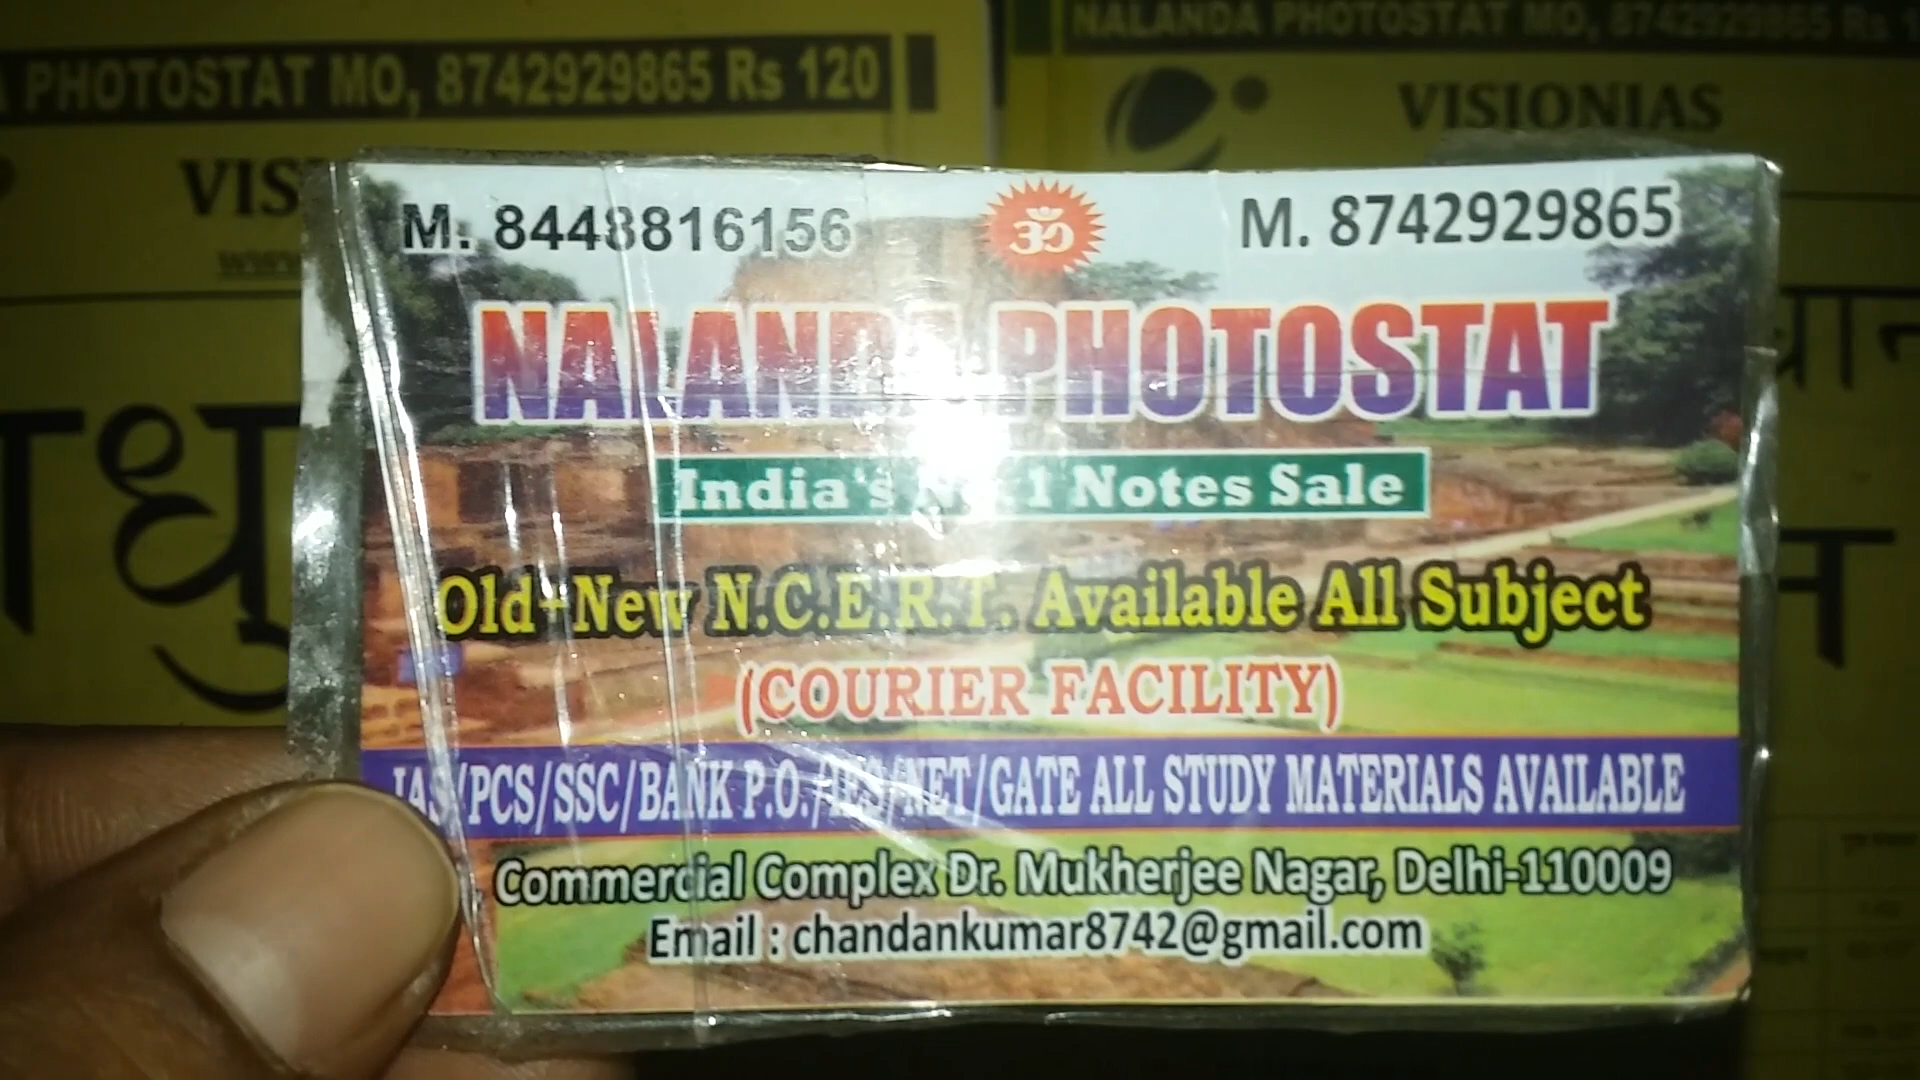 PHOTOSTAT MO, 8742929865 Rs 120
NALANDA PHOTOSTAT MO, 8742929865 Rs
VISIONIAS
M. 8448816156
ॐ
M. 8742929865
NALANDA PHOTOSTAT
India's No.1 Notes Sale
Old+New N.C.E.R.T. Available All Subject
(COURIER FACILITY)
IAS/PCS/SSC/BANK P.O./IES/NET/GATE ALL STUDY MATERIALS AVAILABLE
Commercial Complex Dr. Mukherjee Nagar, Delhi-110009
Email : chandankumar8742@gmail.com